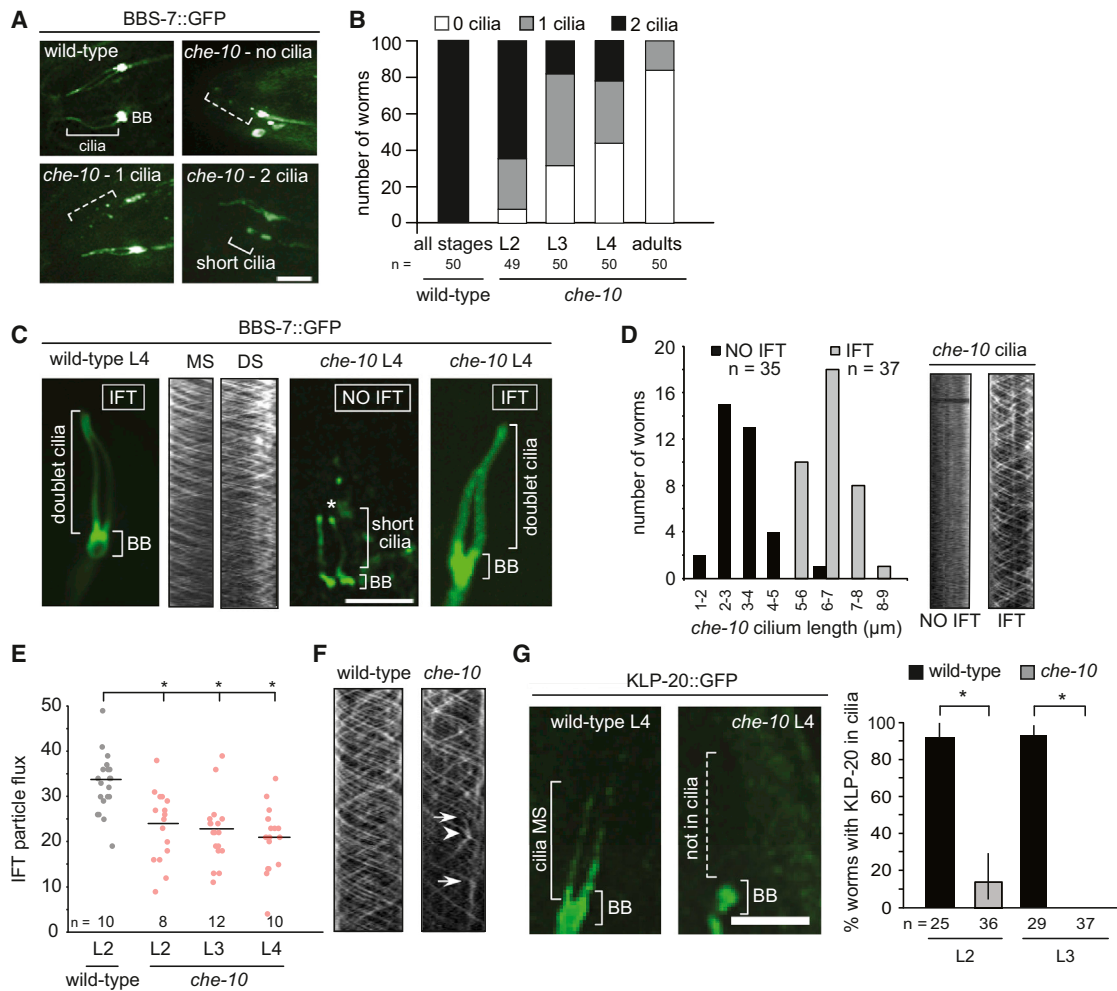 A
BBS-7::GFP
wild-type
BB
cilia
che-10 - no cilia
che-10 - 1 cilia
che-10 - 2 cilia
short cilia
B
0 cilia 1 cilia 2 cilia
number of worms
100
80
60
40
20
0
all stages L2 L3 L4 adults
n = 50 49 50 50 50
wild-type che-10
C
BBS-7::GFP
wild-type L4 MS DS che-10 L4 che-10 L4
IFT
doublet cilia
BB
NO IFT
*
short cilia
BB
IFT
doublet cilia
BB
D
NO IFT
n = 35
IFT
n = 37
number of worms
20
16
12
8
4
0
1-2 2-3 3-4 4-5 5-6 6-7 7-8 8-9
che-10 cilium length (µm)
che-10 cilia
NO IFT IFT
E
* * *
IFT particle flux
50
40
30
20
10
0
n = 10 8 12 10
L2 L2 L3 L4
wild-type che-10
F
wild-type che-10
G
KLP-20::GFP
wild-type L4
cilia MS
BB
che-10 L4
not in cilia
BB
wild-type che-10
* *
% worms with KLP-20 in cilia
100
80
60
40
20
0
n = 25 36 29 37
L2 L3